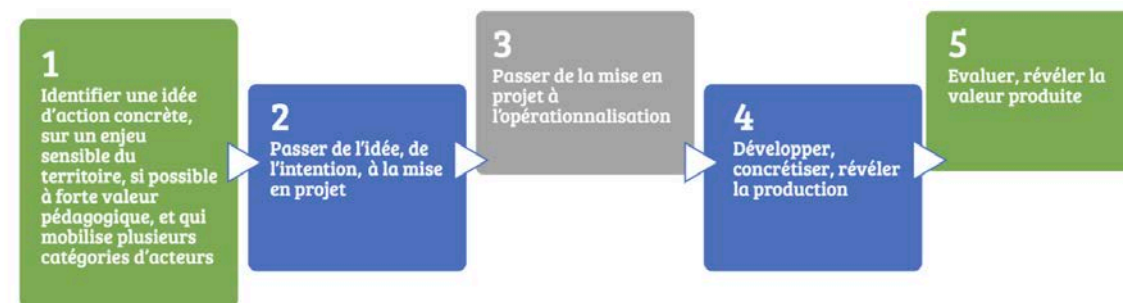 1
Identifier une idée
d'action concrète,
sur un enjeu
sensible du
territoire, si possible
à forte valeur
pédagogique, et qui
mobilise plusieurs
catégories d'acteurs
2
Passer de l'idée, de
l'intention, à la mise
en projet
3
Passer de la mise en
projet à
l'opérationnalisation
4
Développer,
concrétiser, révéler
la production
5
Evaluer, révéler la
valeur produite